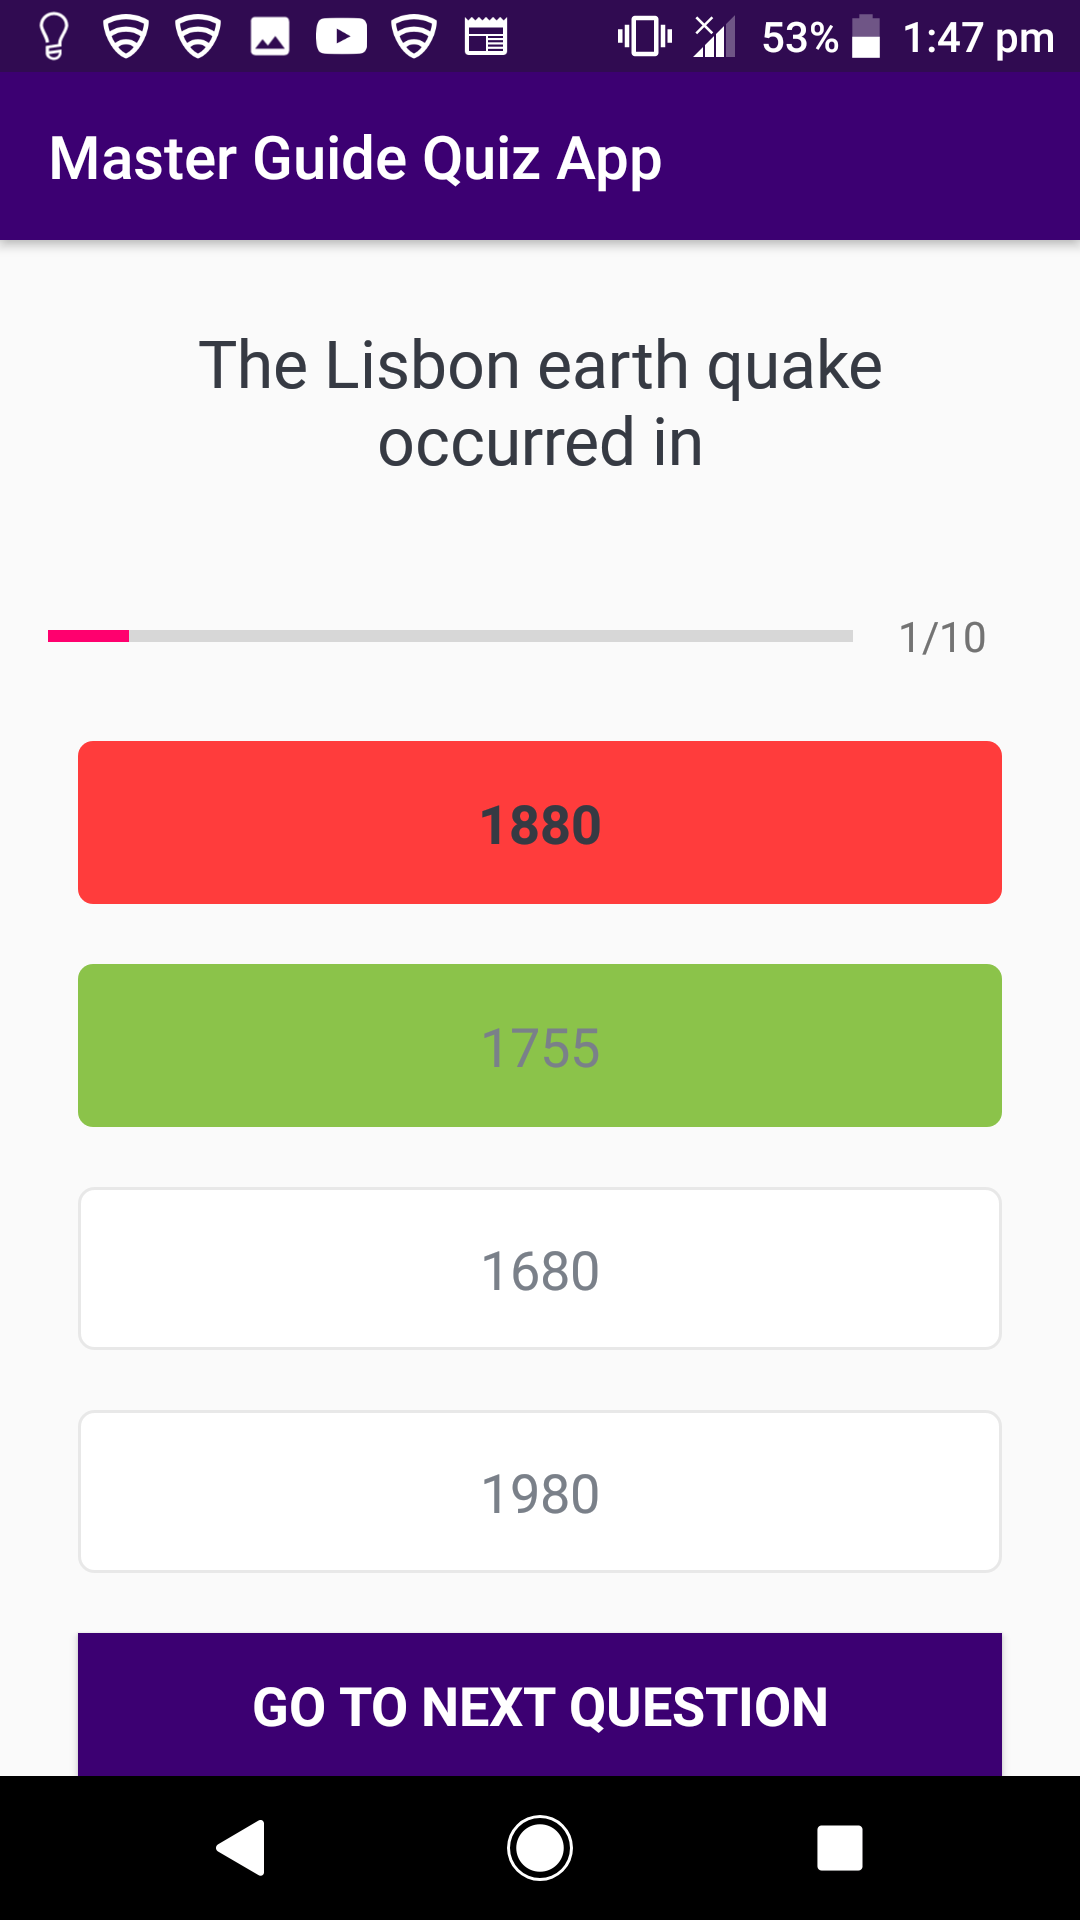 53% 1:47 pm
Master Guide Quiz App
The Lisbon earth quake
occurred in
1/10
1880
1755
1680
1980
GO TO NEXT QUESTION